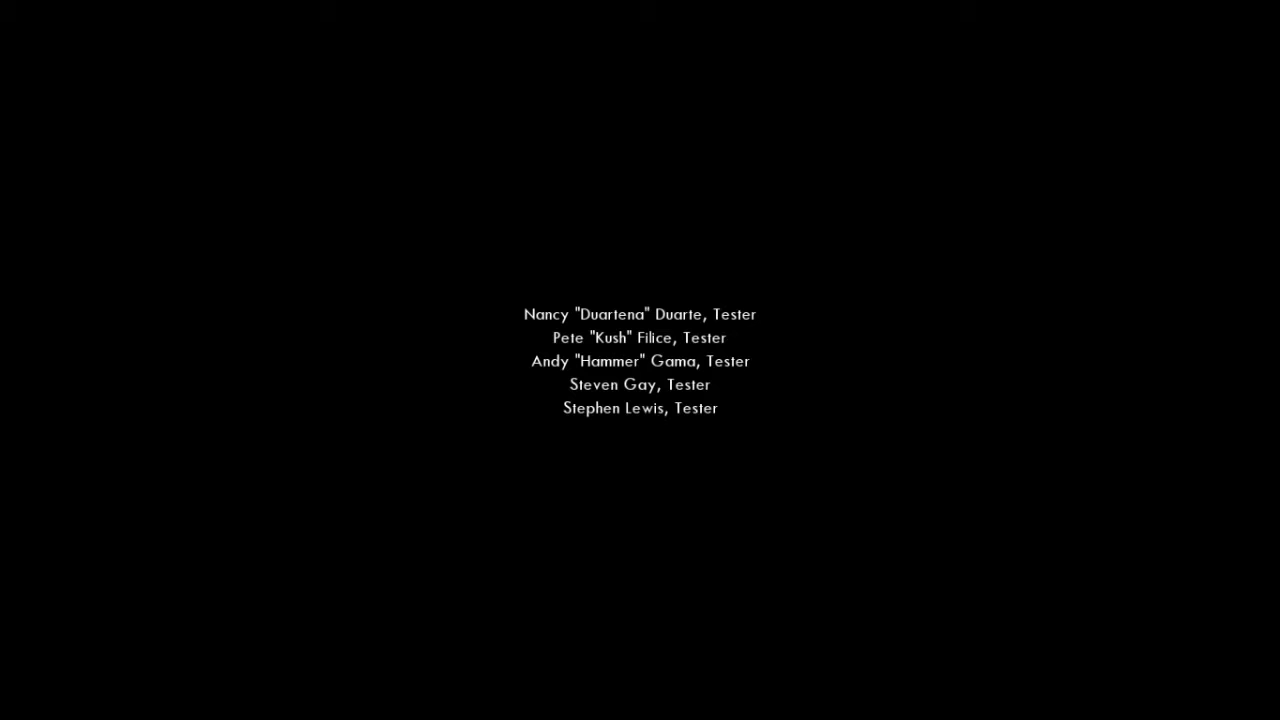 Nancy "Duartena" Duarte, Tester
Pete "Kush" Filice, Tester
Andy "Hammer" Gama, Tester
Steven Gay, Tester
Stephen Lewis, Tester